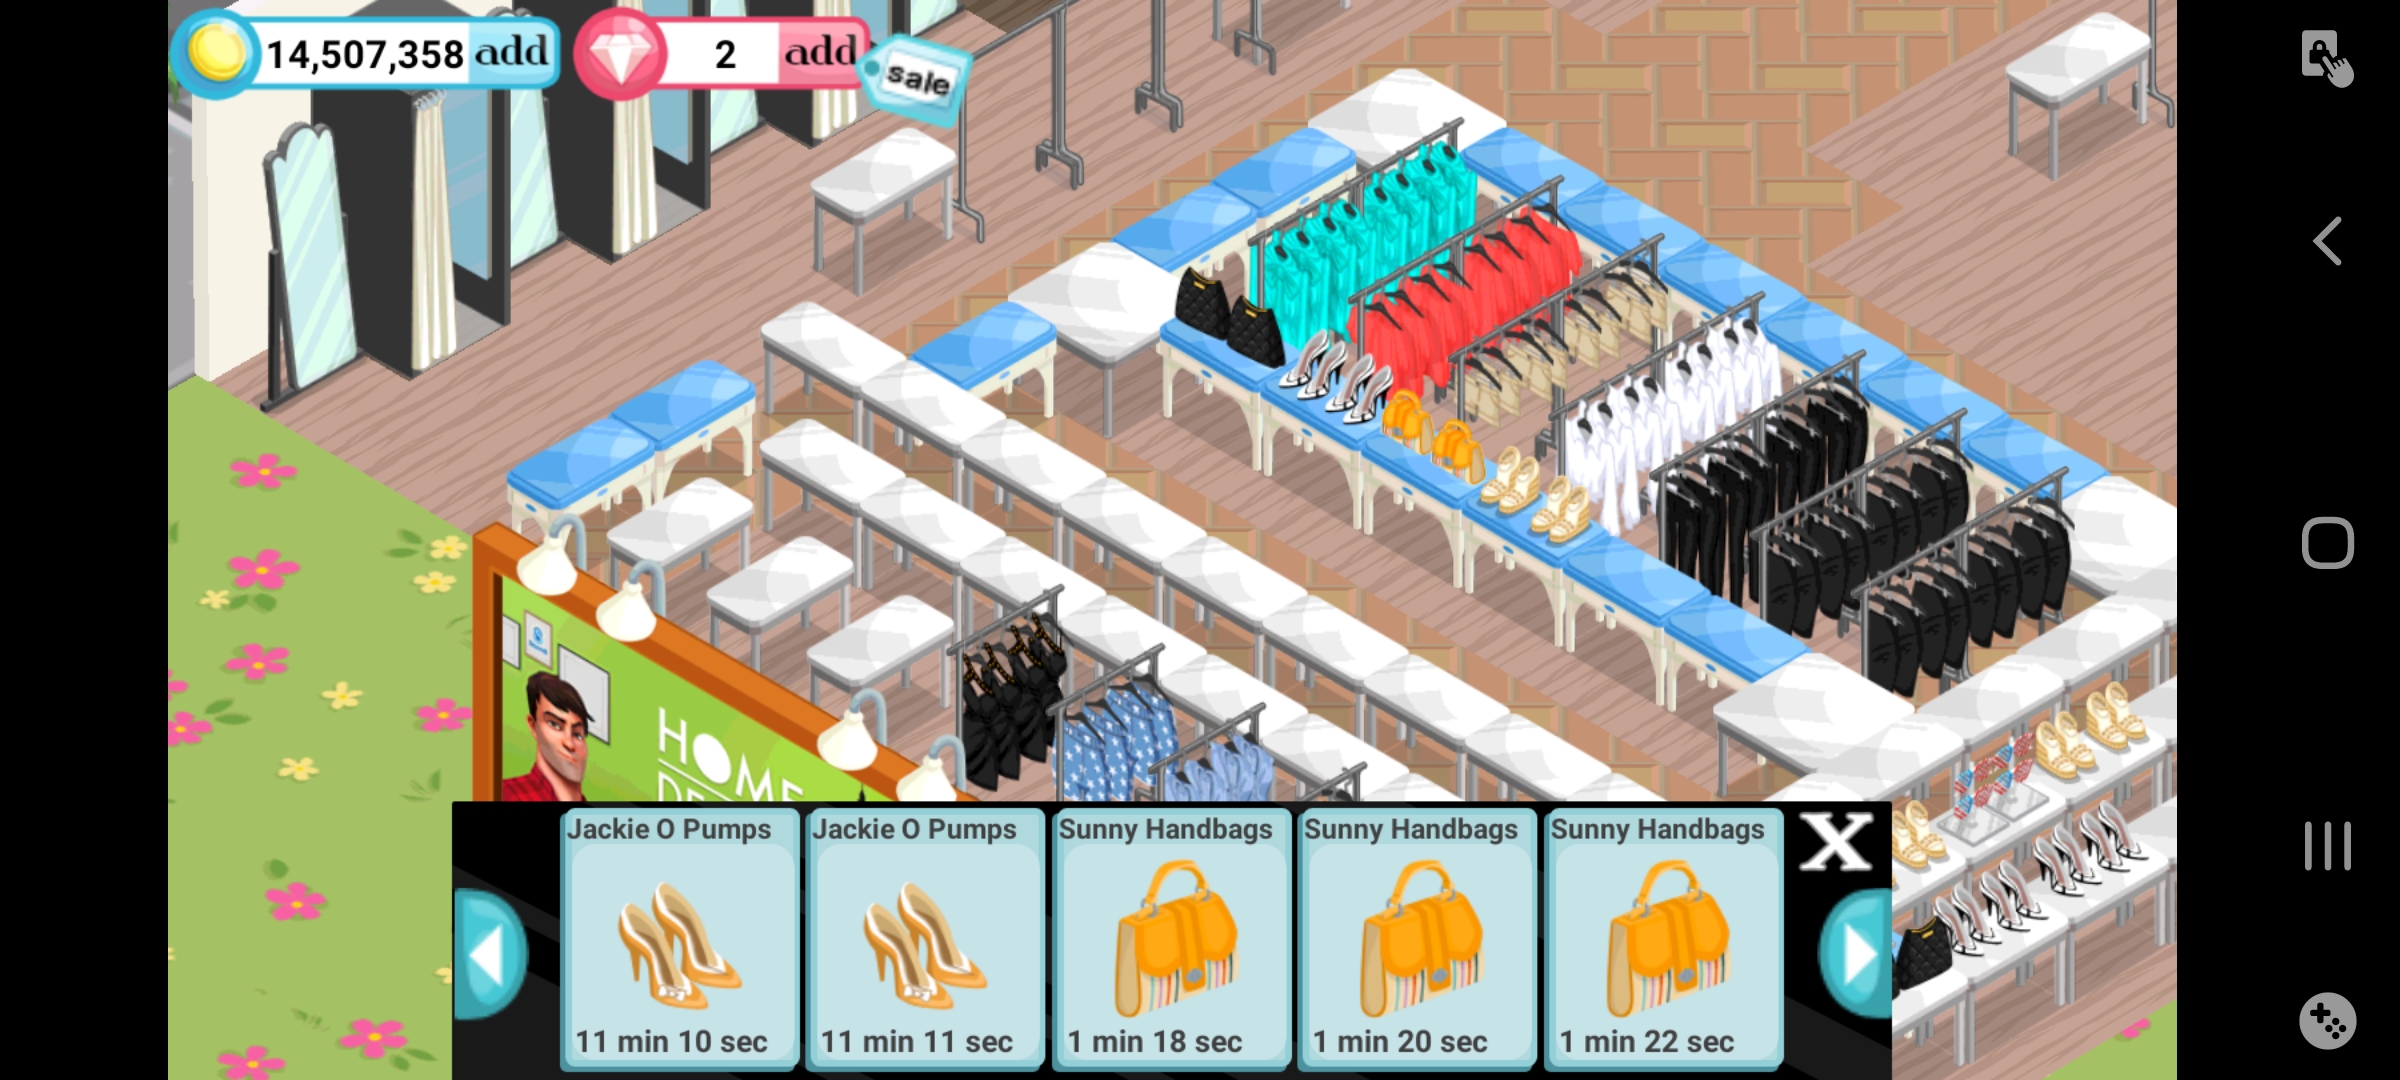 14,507,358 add
2 add
sale
HOME
Jackie O Pumps
11 min 10 sec
Jackie O Pumps
11 min 11 sec
Sunny Handbags
1 min 18 sec
Sunny Handbags
1 min 20 sec
Sunny Handbags
1 min 22 sec
X